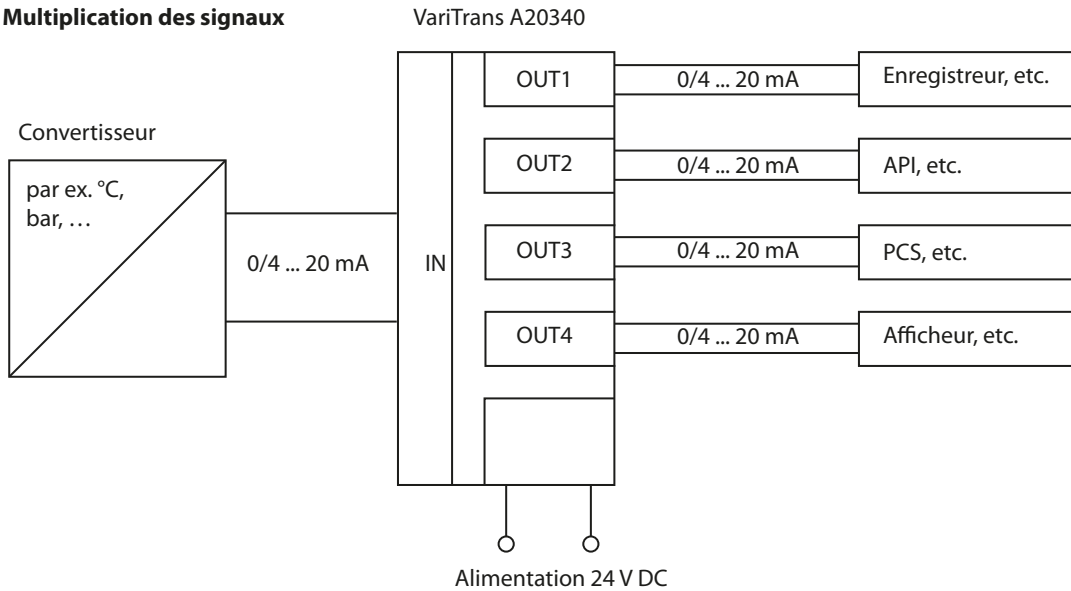 Multiplication des signaux
VariTrans A20340
Convertisseur
par ex. °C,
bar, …
0/4 ... 20 mA
IN
OUT1
0/4 ... 20 mA
Enregistreur, etc.
OUT2
0/4 ... 20 mA
API, etc.
OUT3
0/4 ... 20 mA
PCS, etc.
OUT4
0/4 ... 20 mA
Afficheur, etc.
Alimentation 24 V DC